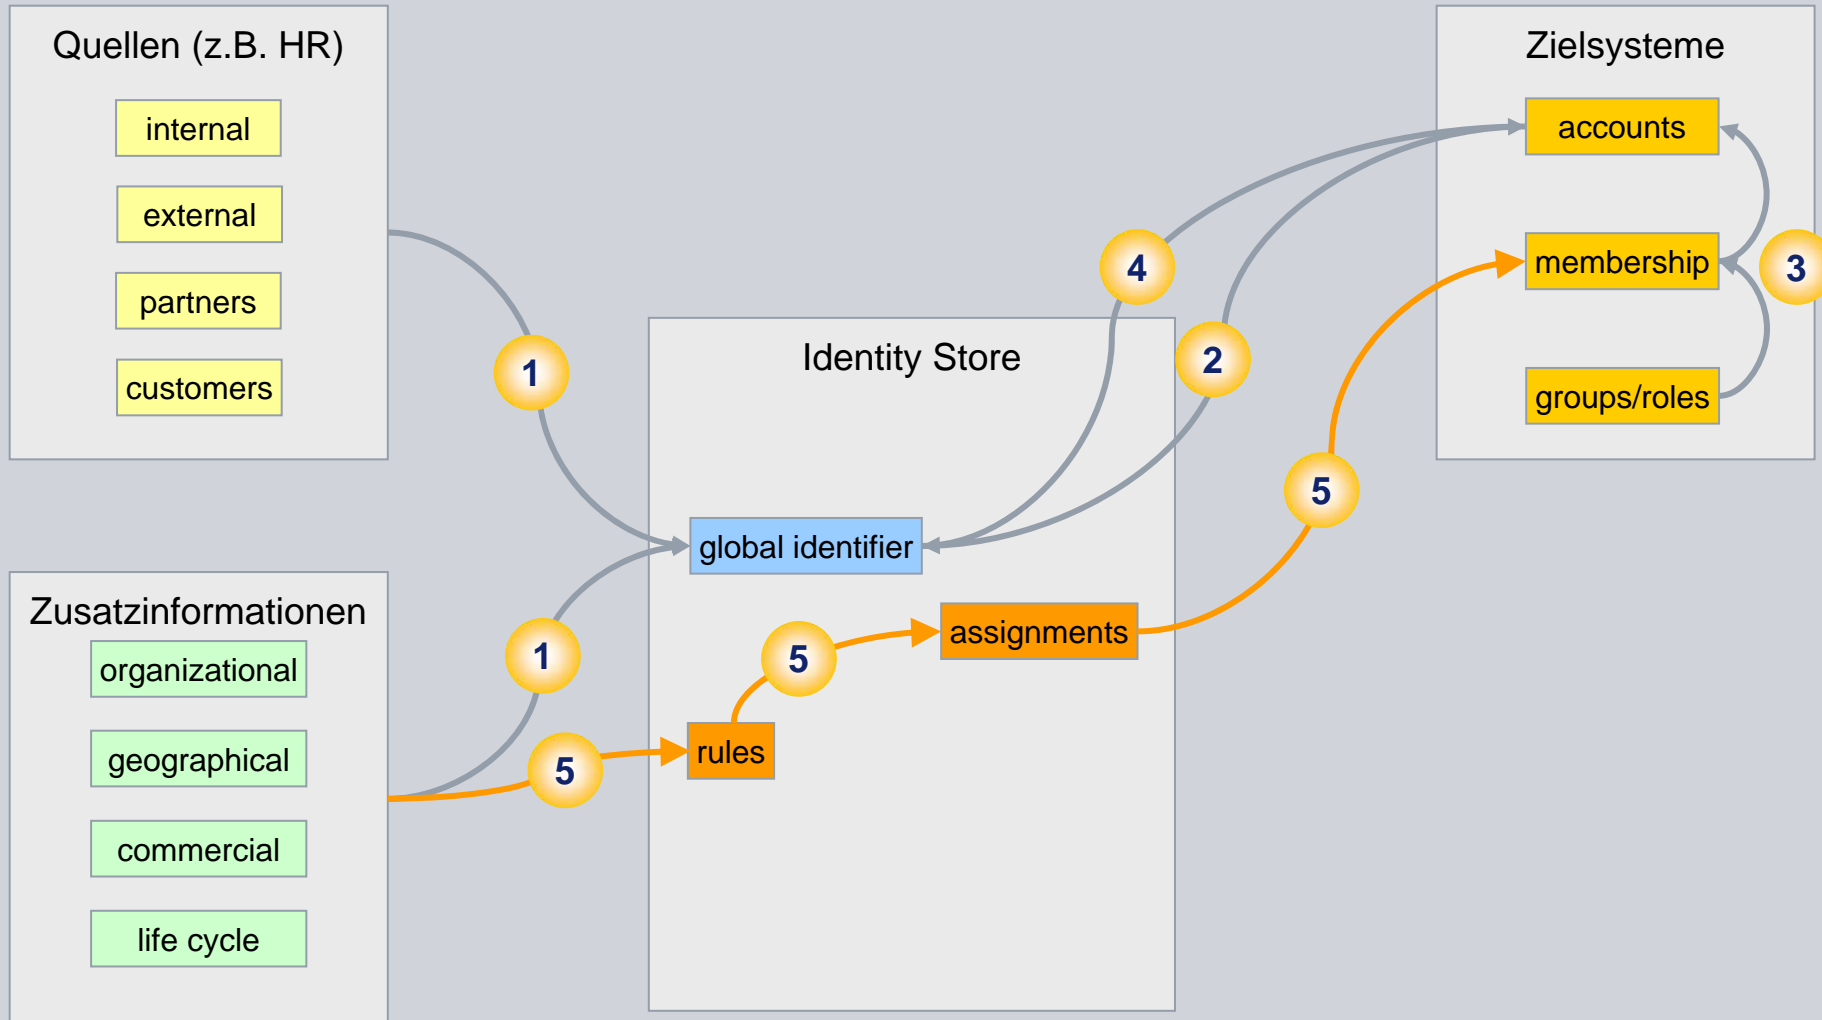 Quellen (z.B. HR)
internal
external
partners
customers
1
Zusatzinformationen
organizational
geographical
commercial
life cycle
1
5
Identity Store
global identifier
assignments
5
rules
4
2
5
Zielsysteme
accounts
membership
3
groups/roles